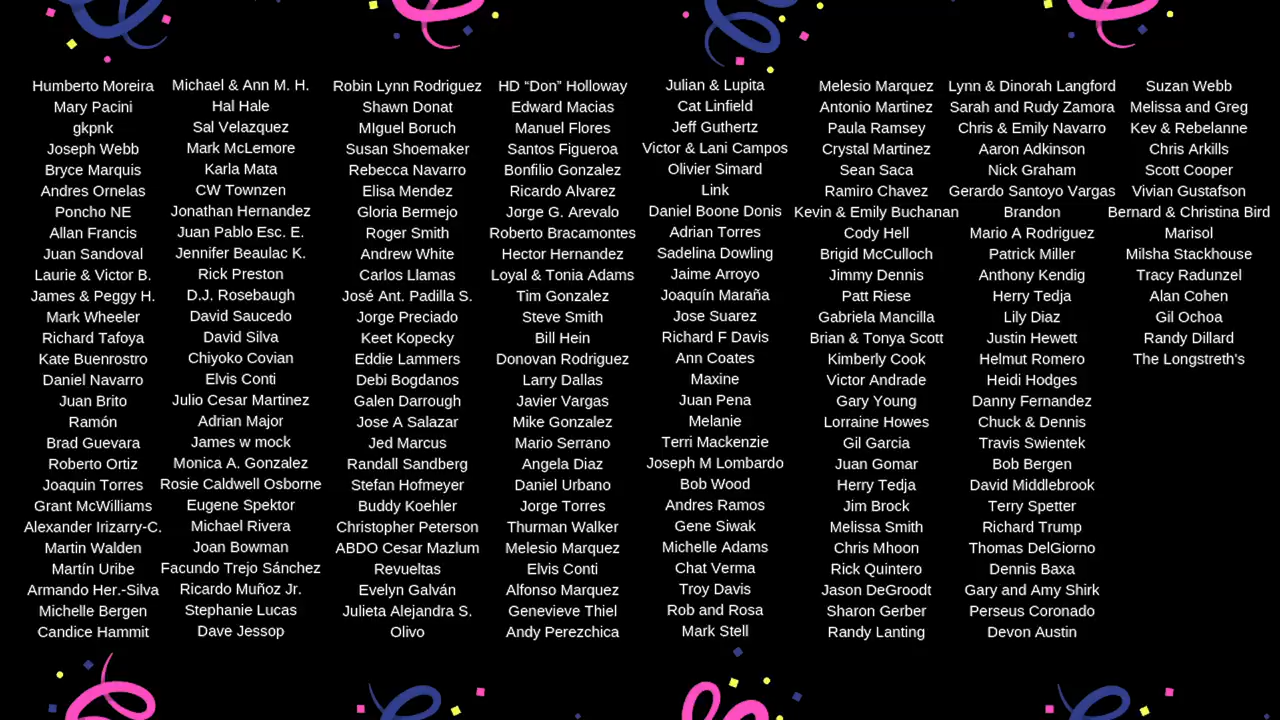 Humberto Moreira
Mary Pacini
gkpnk
Joseph Webb
Bryce Marquis
Andres Ornelas
Poncho NE
Allan Francis
Juan Sandoval
Laurie & Victor B.
James & Peggy H.
Mark Wheeler
Richard Tafoya
Kate Buenrostro
Daniel Navarro
Juan Brito
Ramón
Brad Guevara
Roberto Ortiz
Joaquin Torres
Grant McWilliams
Alexander Irizarry-C.
Martin Walden
Martín Uribe
Armando Her.-Silva
Michelle Bergen
Candice Hammit
Michael & Ann M. H.
Hal Hale
Sal Velazquez
Mark McLemore
Karla Mata
CW Townzen
Jonathan Hernandez
Juan Pablo Esc. E.
Jennifer Beaulac K.
Rick Preston
D.J. Rosebaugh
David Saucedo
David Silva
Chiyoko Covian
Elvis Conti
Julio Cesar Martinez
Adrian Major
James w mock
Monica A. Gonzalez
Rosie Caldwell Osborne
Eugene Spektor
Michael Rivera
Joan Bowman
Facundo Trejo Sánchez
Ricardo Muñoz Jr.
Stephanie Lucas
Dave Jessop
Robin Lynn Rodriguez
Shawn Donat
MIguel Boruch
Susan Shoemaker
Rebecca Navarro
Elisa Mendez
Gloria Bermejo
Roger Smith
Andrew White
Carlos Llamas
José Ant. Padilla S.
Jorge Preciado
Keet Kopecky
Eddie Lammers
Debi Bogdanos
Galen Darrough
Jose A Salazar
Jed Marcus
Randall Sandberg
Stefan Hofmeyer
Buddy Koehler
Christopher Peterson
ABDO Cesar Mazlum
Revueltas
Evelyn Galván
Julieta Alejandra S.
Olivo
HD “Don” Holloway
Edward Macias
Manuel Flores
Santos Figueroa
Bonfilio Gonzalez
Ricardo Alvarez
Jorge G. Arevalo
Roberto Bracamontes
Hector Hernandez
Loyal & Tonia Adams
Tim Gonzalez
Steve Smith
Bill Hein
Donovan Rodriguez
Larry Dallas
Javier Vargas
Mike Gonzalez
Mario Serrano
Angela Diaz
Daniel Urbano
Jorge Torres
Thurman Walker
Melesio Marquez
Elvis Conti
Alfonso Marquez
Genevieve Thiel
Andy Perezchica
Julian & Lupita
Cat Linfield
Jeff Guthertz
Victor & Lani Campos
Olivier Simard
Link
Daniel Boone Donis
Adrian Torres
Sadelina Dowling
Jaime Arroyo
Joaquín Maraña
Jose Suarez
Richard F Davis
Ann Coates
Maxine
Juan Pena
Melanie
Terri Mackenzie
Joseph M Lombardo
Bob Wood
Andres Ramos
Gene Siwak
Michelle Adams
Chat Verma
Troy Davis
Rob and Rosa
Mark Stell
Melesio Marquez
Antonio Martinez
Paula Ramsey
Crystal Martinez
Sean Saca
Ramiro Chavez
Kevin & Emily Buchanan
Cody Hell
Brigid McCulloch
Jimmy Dennis
Patt Riese
Gabriela Mancilla
Brian & Tonya Scott
Kimberly Cook
Victor Andrade
Gary Young
Lorraine Howes
Gil Garcia
Juan Gomar
Herry Tedja
Jim Brock
Melissa Smith
Chris Mhoon
Rick Quintero
Jason DeGroodt
Sharon Gerber
Randy Lanting
Lynn & Dinorah Langford
Sarah and Rudy Zamora
Chris & Emily Navarro
Aaron Adkinson
Nick Graham
Gerardo Santoyo Vargas
Brandon
Mario A Rodriguez
Patrick Miller
Anthony Kendig
Herry Tedja
Lily Diaz
Justin Hewett
Helmut Romero
Heidi Hodges
Danny Fernandez
Chuck & Dennis
Travis Swientek
Bob Bergen
David Middlebrook
Terry Spetter
Richard Trump
Thomas DelGiorno
Dennis Baxa
Gary and Amy Shirk
Perseus Coronado
Devon Austin
Suzan Webb
Melissa and Greg
Kev & Rebelanne
Chris Arkills
Scott Cooper
Vivian Gustafson
Bernard & Christina Bird
Marisol
Milsha Stackhouse
Tracy Radunzel
Alan Cohen
Gil Ochoa
Randy Dillard
The Longstreth's